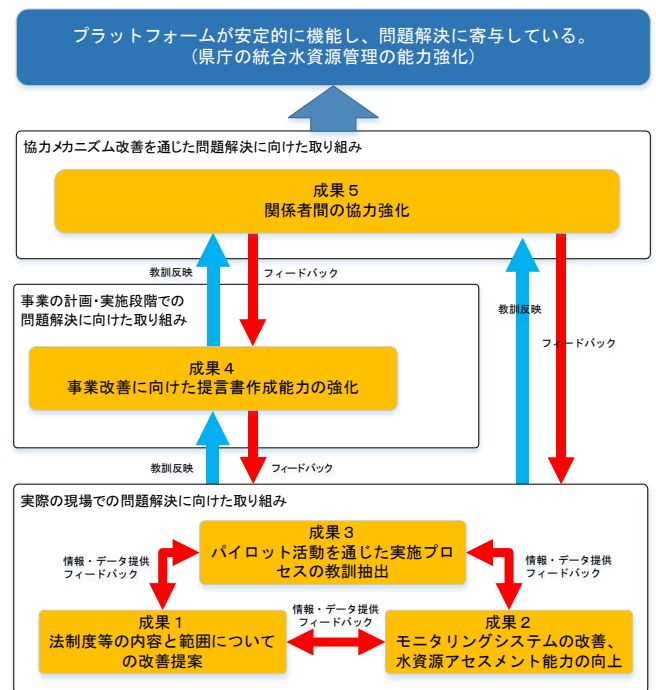 プラットフォームが安定的に機能し、問題解決に寄与している。
(県庁の統合水資源管理の能力強化)
協力メカニズム改善を通じた問題解決に向けた取り組み
成果５
関係者間の協力強化
教訓反映
フィードバック
事業の計画・実施段階での
問題解決に向けた取り組み
教訓反映
フィードバック
成果４
事業改善に向けた提言書作成能力の強化
教訓反映
フィードバック
実際の現場での問題解決に向けた取り組み
成果３
パイロット活動を通じた実施プロ
セスの教訓抽出
情報・データ提供
フィードバック
情報・データ提供
フィードバック
情報・データ提供
フィードバック
成果１
法制度等の内容と範囲について
の改善提案
成果２
モニタリングシステムの改善、
水資源アセスメント能力の向上